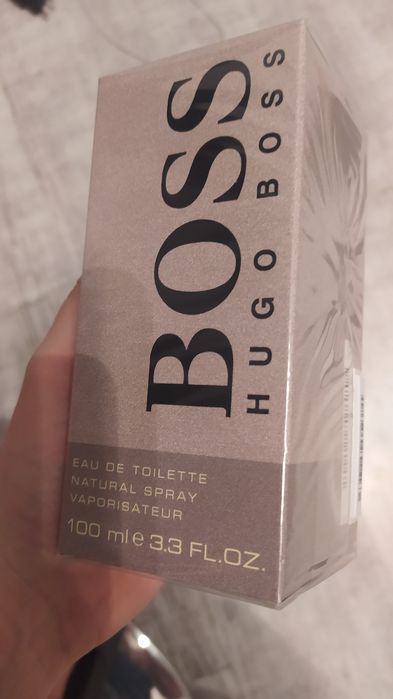 BOSS
HUGO BOSS
EAU DE TOILETTE
NATURAL SPRAY
VAPORISATEUR
100 ml e 3.3 FL.OZ.